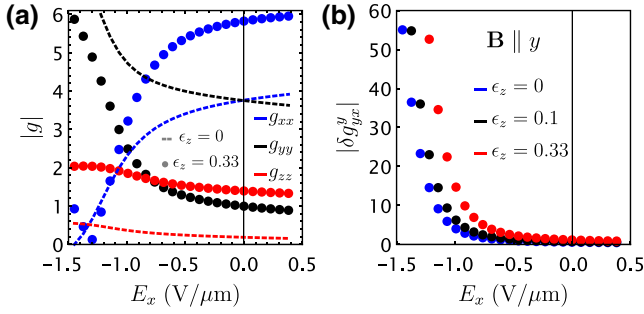 (a)
|g|
6
5
4
3
2
1
0
-- ϵ_z = 0
● ϵ_z = 0.33
g_xx
g_yy
g_zz
−1.5 −1.0 −0.5 0.0 0.5
E_x (V/μm)
(b)
|δg^y_yx|
60
50
40
30
20
10
0
B ∥ y
ϵ_z = 0
ϵ_z = 0.1
ϵ_z = 0.33
−1.5 −1.0 −0.5 0.0 0.5
E_x (V/μm)